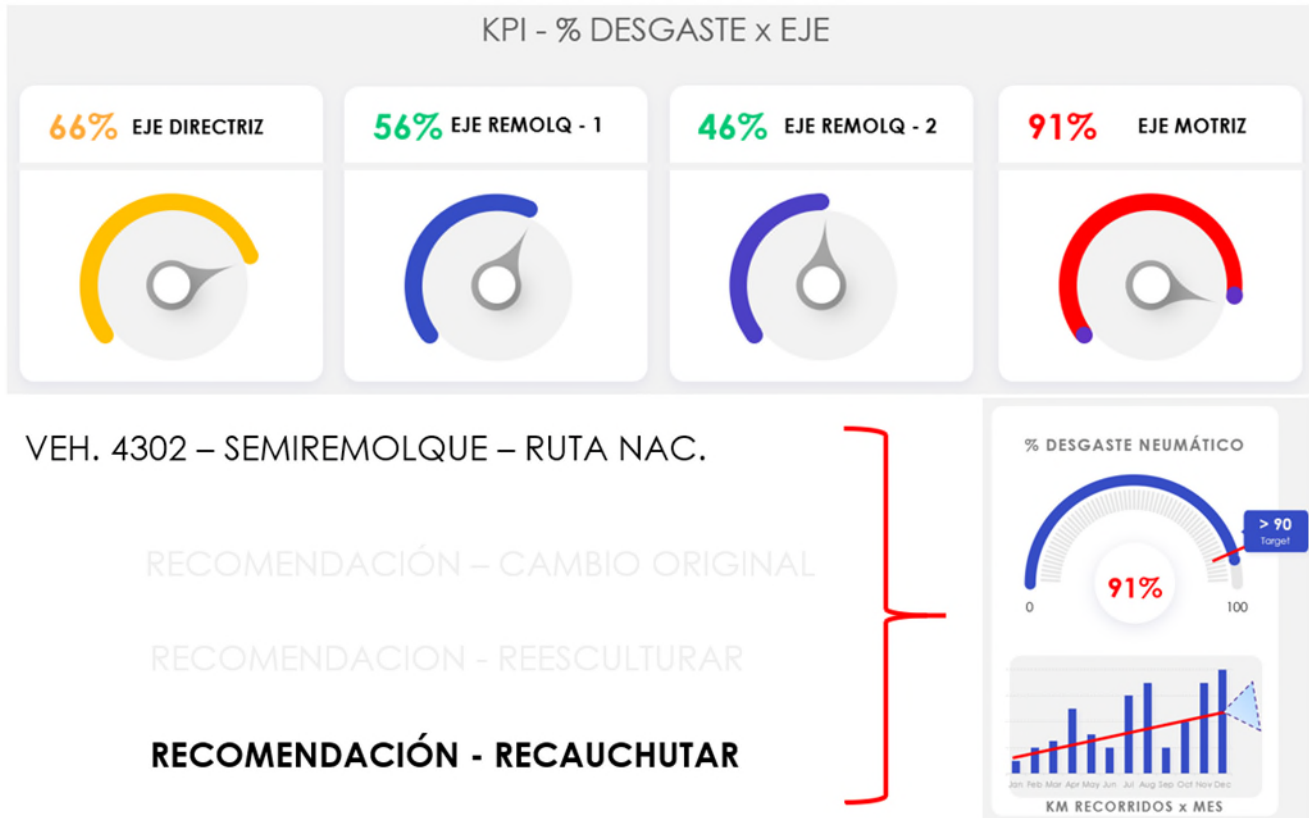 KPI - % DESGASTE x EJE
66% EJE DIRECTRIZ
56% EJE REMOLQ - 1
46% EJE REMOLQ - 2
91% EJE MOTRIZ
VEH. 4302 – SEMIREMOLQUE – RUTA NAC.
RECOMENDACIÓN – CAMBIO ORIGINAL
RECOMENDACION - REESCULTURAR
RECOMENDACIÓN - RECAUCHUTAR
% DESGASTE NEUMÁTICO
> 90
Target
91%
0
100
Jan Feb Mar Apr May Jun Jul Aug Sep Oct Nov Dec
KM RECORRIDOS x MES